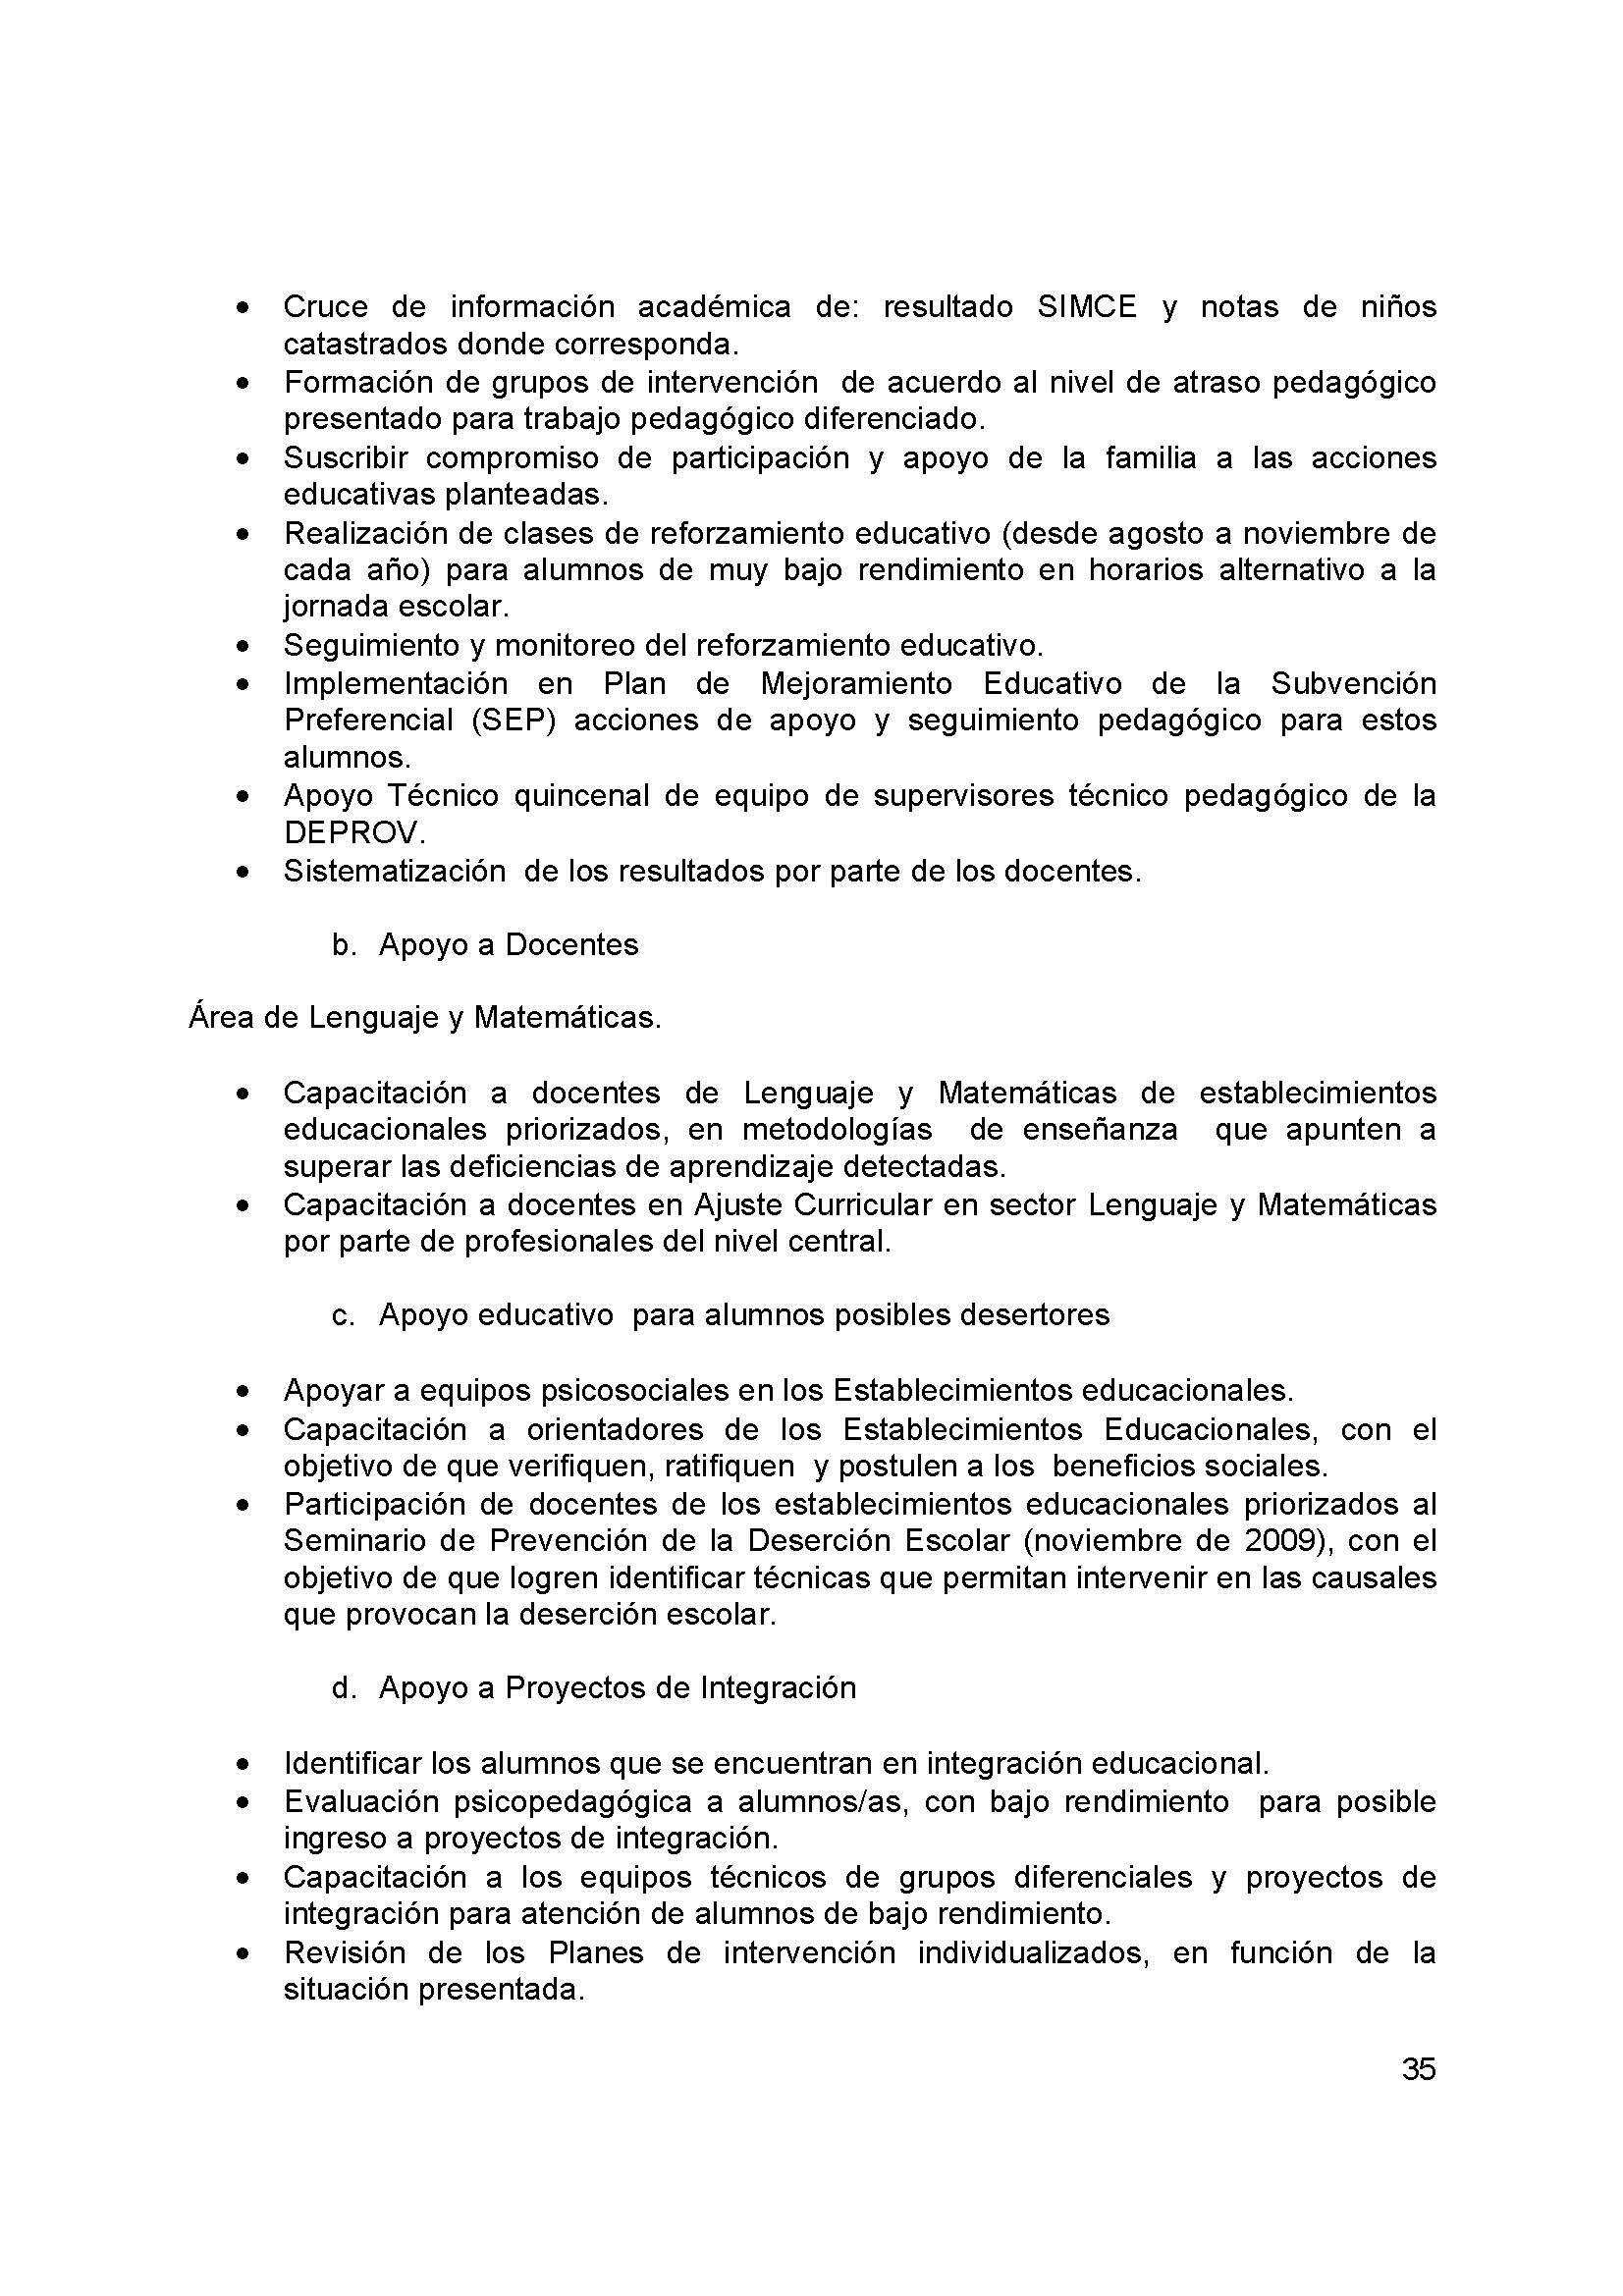 • Cruce de información académica de: resultado SIMCE y notas de niños
catastrados donde corresponda.
• Formación de grupos de intervención de acuerdo al nivel de atraso pedagógico
presentado para trabajo pedagógico diferenciado.
• Suscribir compromiso de participación y apoyo de la familia a las acciones
educativas planteadas.
• Realización de clases de reforzamiento educativo (desde agosto a noviembre de
cada año) para alumnos de muy bajo rendimiento en horarios alternativo a la
jornada escolar.
• Seguimiento y monitoreo del reforzamiento educativo.
• Implementación en Plan de Mejoramiento Educativo de la Subvención
Preferencial (SEP) acciones de apoyo y seguimiento pedagógico para estos
alumnos.
• Apoyo Técnico quincenal de equipo de supervisores técnico pedagógico de la
DEPROV.
• Sistematización de los resultados por parte de los docentes.
b. Apoyo a Docentes
Área de Lenguaje y Matemáticas.
• Capacitación a docentes de Lenguaje y Matemáticas de establecimientos
educacionales priorizados, en metodologías de enseñanza que apunten a
superar las deficiencias de aprendizaje detectadas.
• Capacitación a docentes en Ajuste Curricular en sector Lenguaje y Matemáticas
por parte de profesionales del nivel central.
c. Apoyo educativo para alumnos posibles desertores
• Apoyar a equipos psicosociales en los Establecimientos educacionales.
• Capacitación a orientadores de los Establecimientos Educacionales, con el
objetivo de que verifiquen, ratifiquen y postulen a los beneficios sociales.
• Participación de docentes de los establecimientos educacionales priorizados al
Seminario de Prevención de la Deserción Escolar (noviembre de 2009), con el
objetivo de que logren identificar técnicas que permitan intervenir en las causales
que provocan la deserción escolar.
d. Apoyo a Proyectos de Integración
• Identificar los alumnos que se encuentran en integración educacional.
• Evaluación psicopedagógica a alumnos/as, con bajo rendimiento para posible
ingreso a proyectos de integración.
• Capacitación a los equipos técnicos de grupos diferenciales y proyectos de
integración para atención de alumnos de bajo rendimiento.
• Revisión de los Planes de intervención individualizados, en función de la
situación presentada.
35